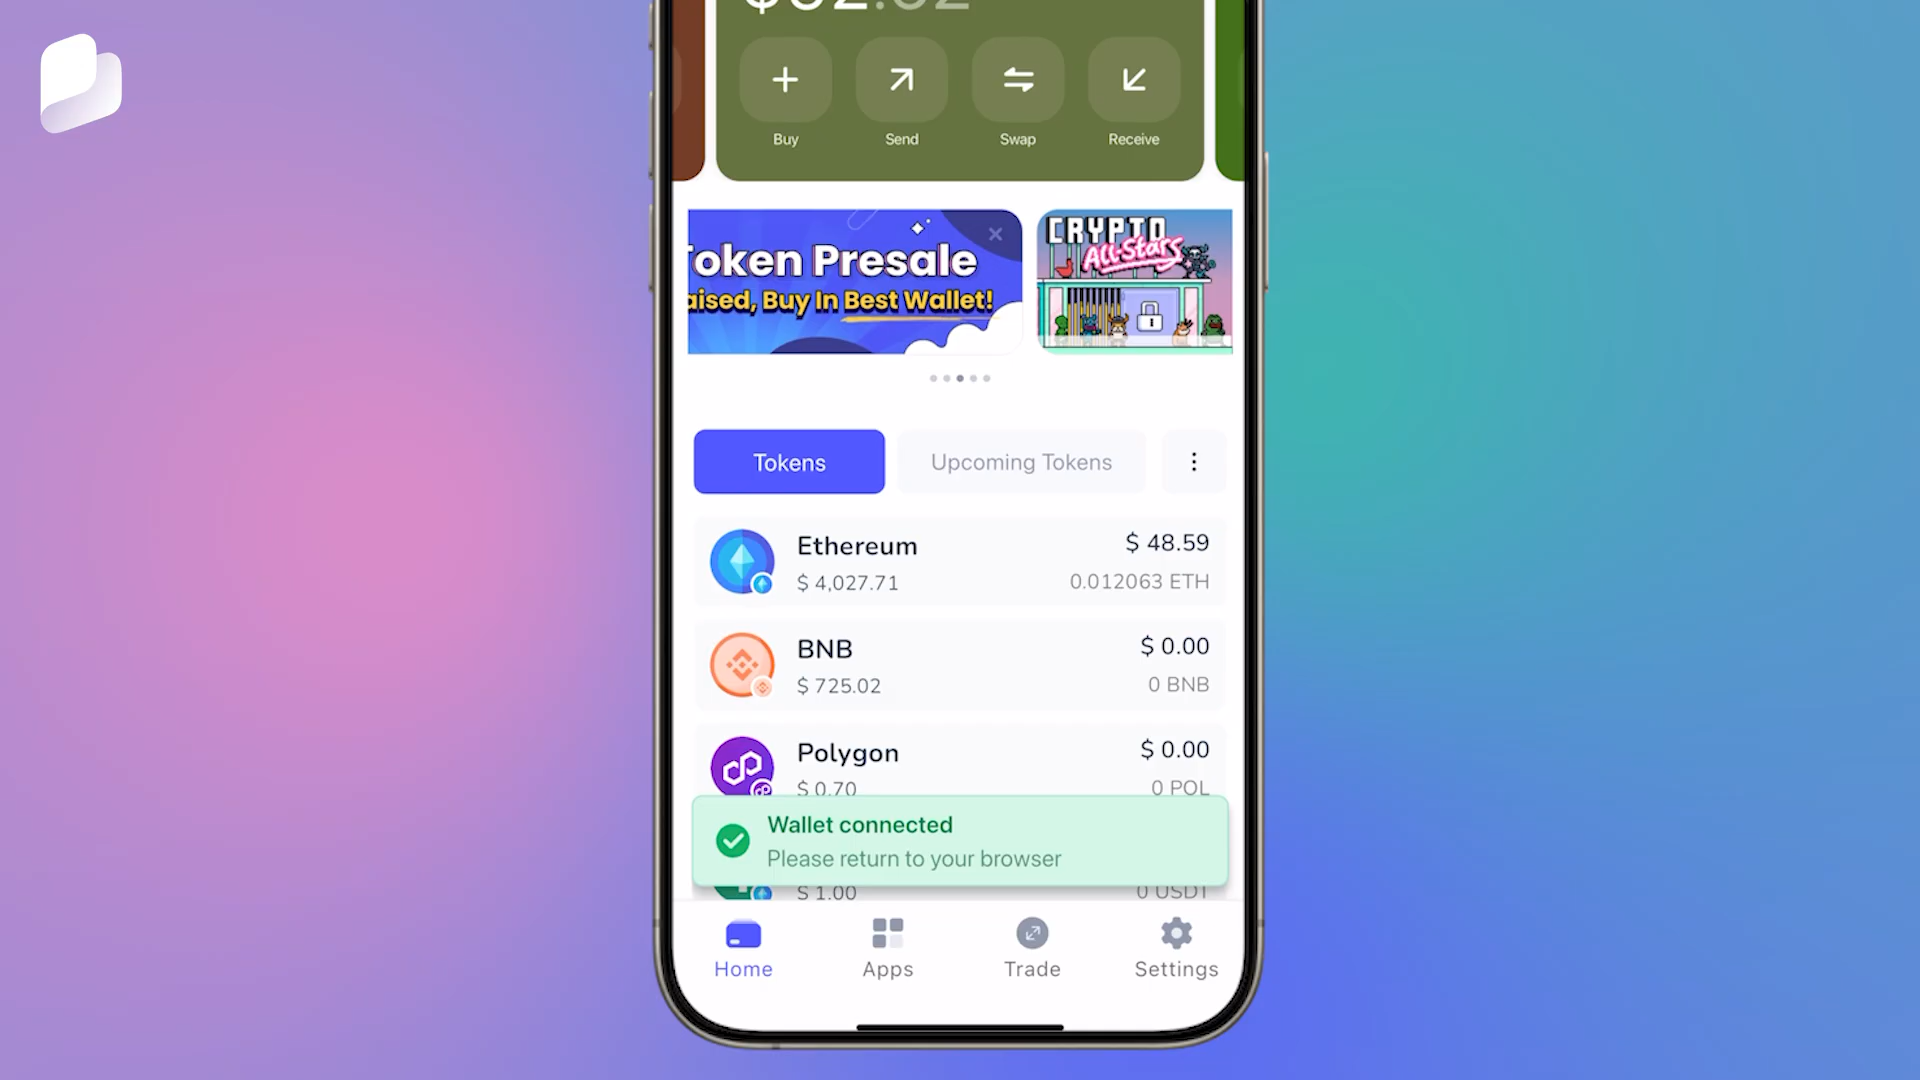 Buy
Send
Swap
Receive
Token Presale
Buy In Best Wallet!
CRYPTO
All-Stars
Tokens
Upcoming Tokens
Ethereum
$ 48.59
$ 4,027.71
0.012063 ETH
BNB
$ 0.00
$ 725.02
0 BNB
Polygon
$ 0.00
$ 0.70
0 POL
Wallet connected
Please return to your browser
$ 1.00
0 USDT
Home
Apps
Trade
Settings